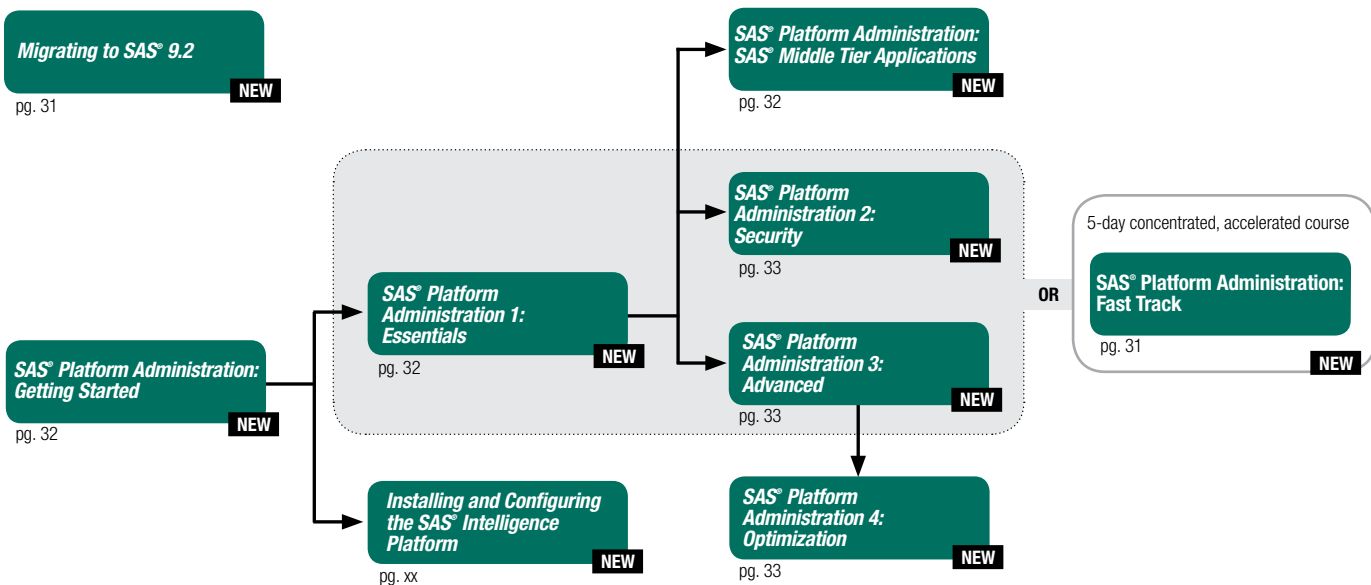 Migrating to SAS® 9.2
NEW
pg. 31
SAS® Platform Administration:
SAS® Middle Tier Applications
NEW
pg. 32
SAS® Platform
Administration 2:
Security
NEW
pg. 33
5-day concentrated, accelerated course
SAS® Platform Administration:
Fast Track
pg. 31
NEW
OR
SAS® Platform
Administration 1:
Essentials
NEW
pg. 32
SAS® Platform
Administration 3:
Advanced
NEW
pg. 33
SAS® Platform Administration:
Getting Started
NEW
pg. 32
Installing and Configuring
the SAS® Intelligence
Platform
NEW
pg. xx
SAS® Platform
Administration 4:
Optimization
NEW
pg. 33